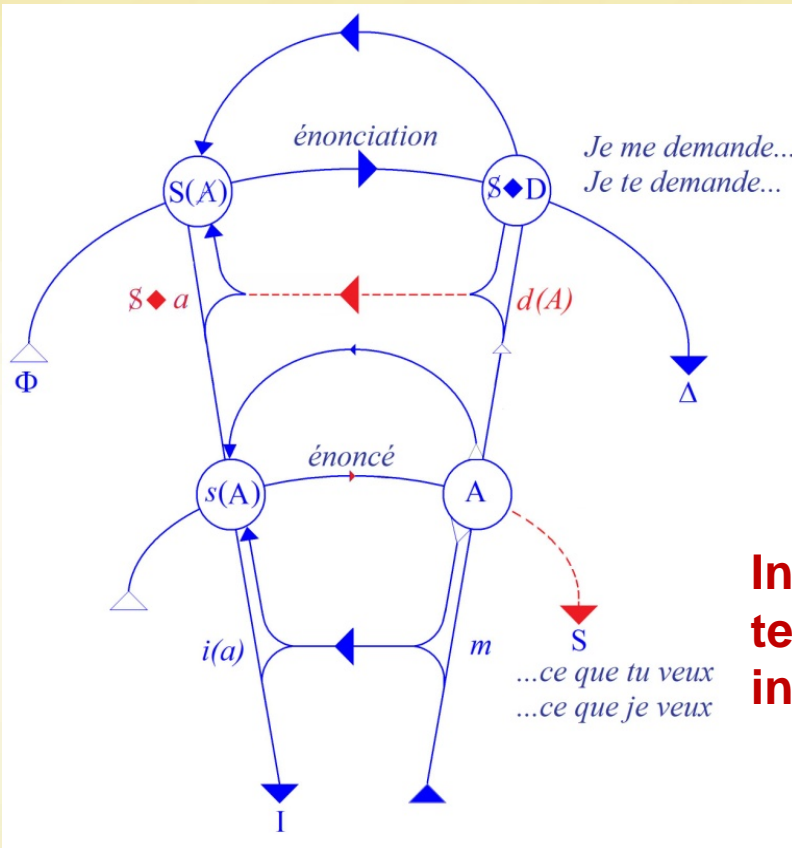 énonciation
Je me demande...
Je te demande...
S(Ⱥ)
$◆D
$◆a
d(A)
Φ
Δ
énoncé
s(A)
A
In
te
in
S
i(a)
m
...ce que tu veux
...ce que je veux
I